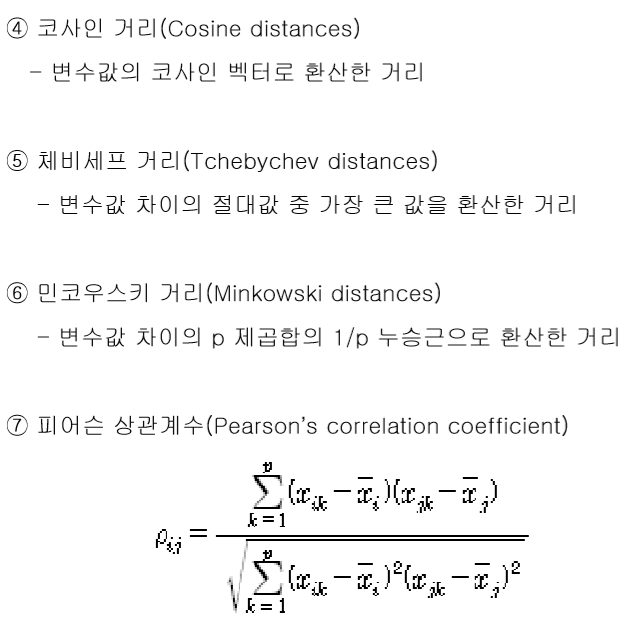 ④ 코사인 거리(Cosine distances)
- 변수값의 코사인 벡터로 환산한 거리
⑤ 체비세프 거리(Tchebychev distances)
- 변수값 차이의 절대값 중 가장 큰 값을 환산한 거리
⑥ 민코우스키 거리(Minkowski distances)
- 변수값 차이의 p 제곱합의 1/p 누승근으로 환산한 거리
⑦ 피어슨 상관계수(Pearson's correlation coefficient)
ρ_{ij} = \frac{\sum_{k=1}^{p}(x_{ik} - \overline{x}_i)(x_{jk} - \overline{x}_j)}{\sqrt{\sum_{k=1}^{p}(x_{ik} - \overline{x}_i)^2(x_{jk} - \overline{x}_j)^2}}